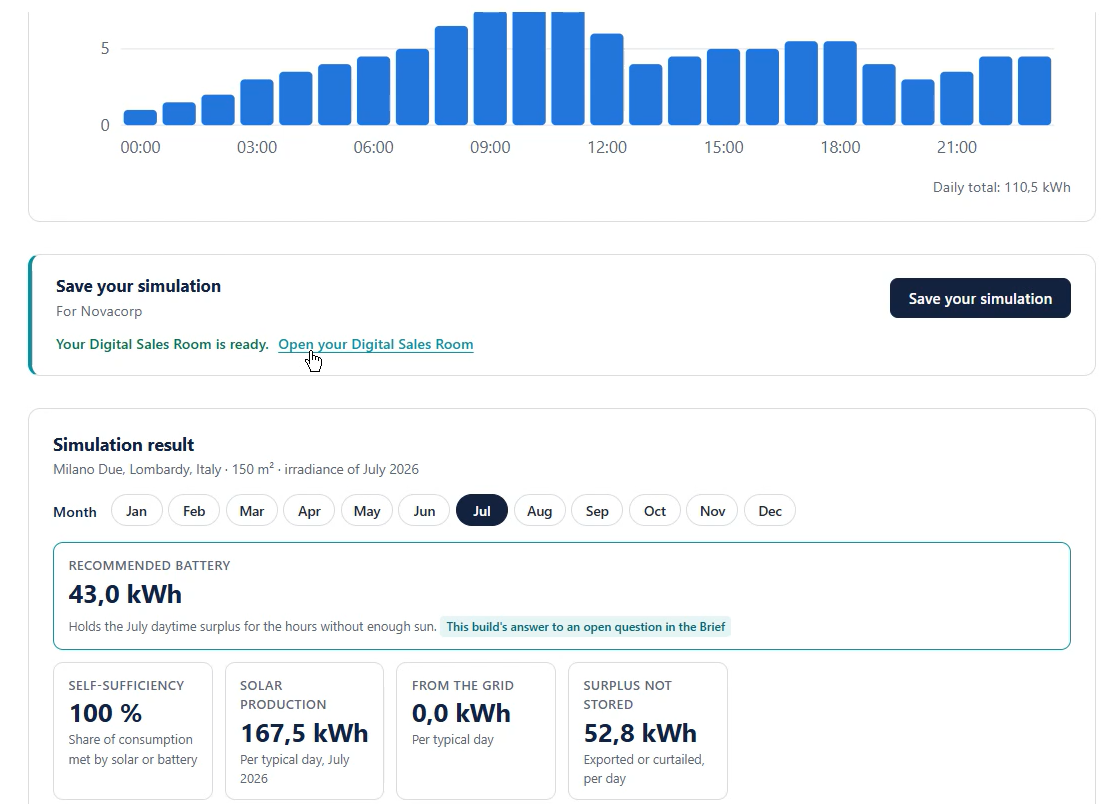 5
0
00:00 03:00 06:00 09:00 12:00 15:00 18:00 21:00
Daily total: 110,5 kWh
Save your simulation
For Novacorp
Save your simulation
Your Digital Sales Room is ready. Open your Digital Sales Room
Simulation result
Milano Due, Lombardy, Italy · 150 m² · irradiance of July 2026
Month Jan Feb Mar Apr May Jun Jul Aug Sep Oct Nov Dec
RECOMMENDED BATTERY
43,0 kWh
Holds the July daytime surplus for the hours without enough sun. This build's answer to an open question in the Brief
SELF-SUFFICIENCY
100 %
Share of consumption
met by solar or battery
SOLAR
PRODUCTION
167,5 kWh
Per typical day, July
2026
FROM THE GRID
0,0 kWh
Per typical day
SURPLUS NOT
STORED
52,8 kWh
Exported or curtailed,
per day